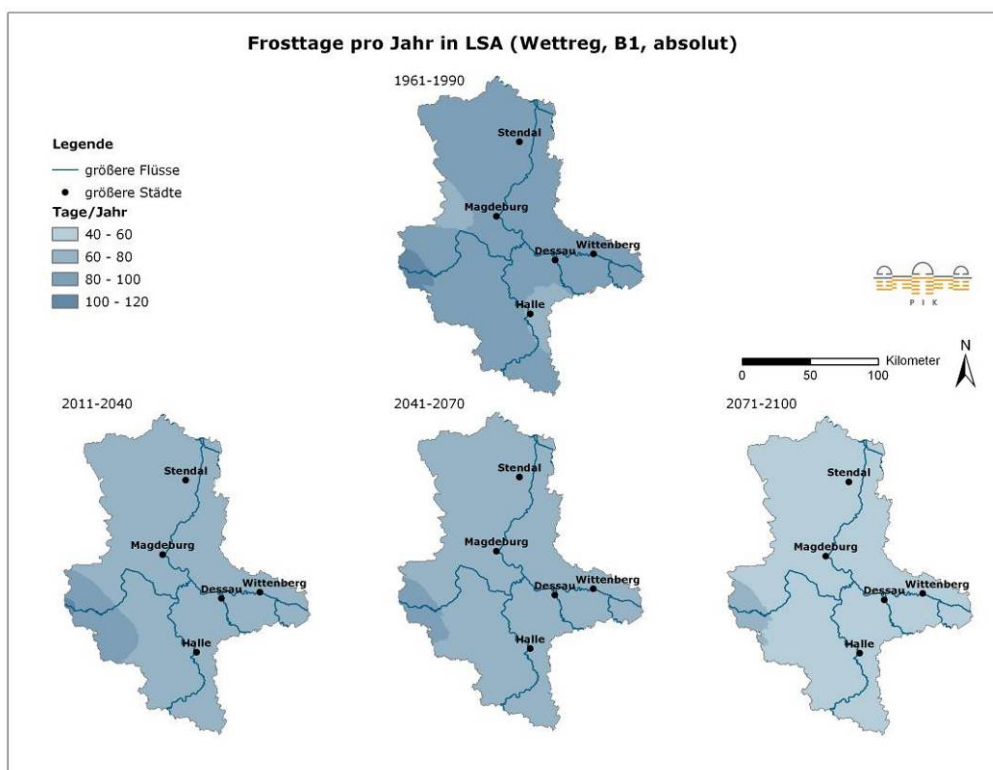 Frosttage pro Jahr in LSA (Wettreg, B1, absolut)
1961-1990
Legende
größere Flüsse
größere Städte
Tage/Jahr
40 - 60
60 - 80
80 - 100
100 - 120
Stendal
Magdeburg
Dessau
Wittenberg
Halle
P I K
Kilometer
0 50 100
N
2011-2040
Stendal
Magdeburg
Dessau
Wittenberg
Halle
2041-2070
Stendal
Magdeburg
Dessau
Wittenberg
Halle
2071-2100
Stendal
Magdeburg
Dessau
Wittenberg
Halle